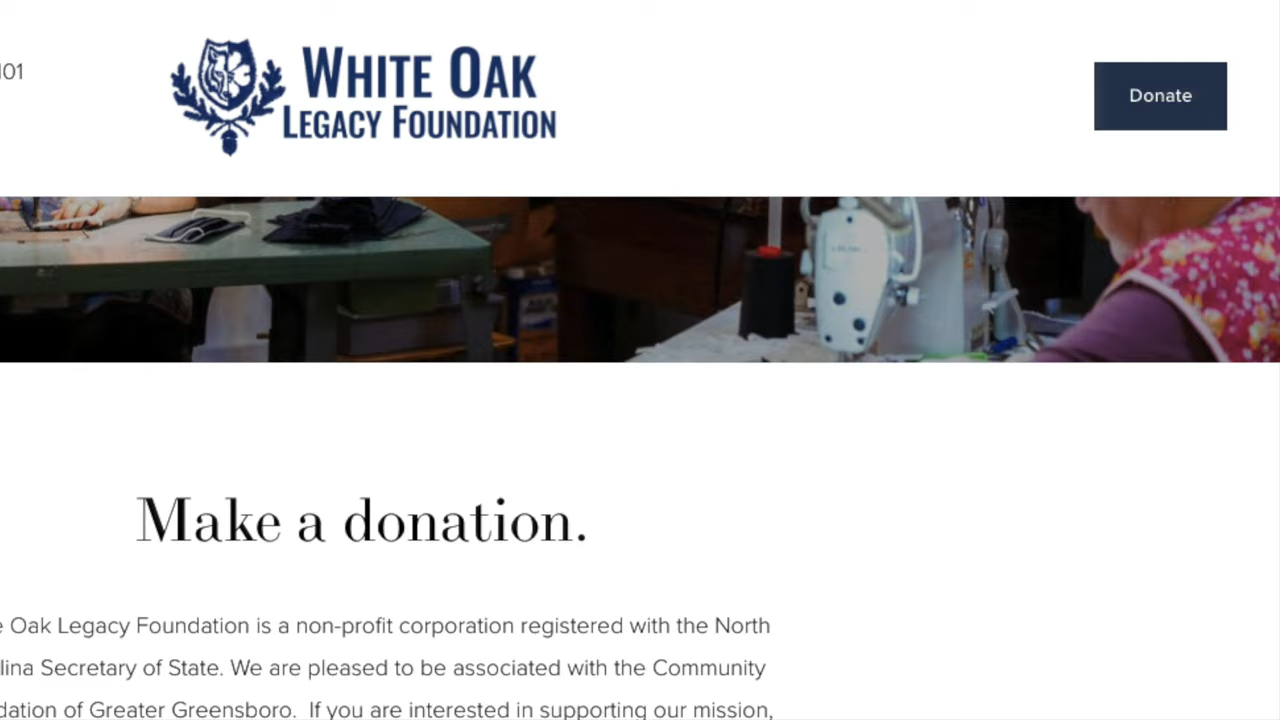 101
WHITE OAK
LEGACY FOUNDATION
Donate
Make a donation.
Oak Legacy Foundation is a non-profit corporation registered with the North
lina Secretary of State. We are pleased to be associated with the Community
dation of Greater Greensboro. If you are interested in supporting our mission,